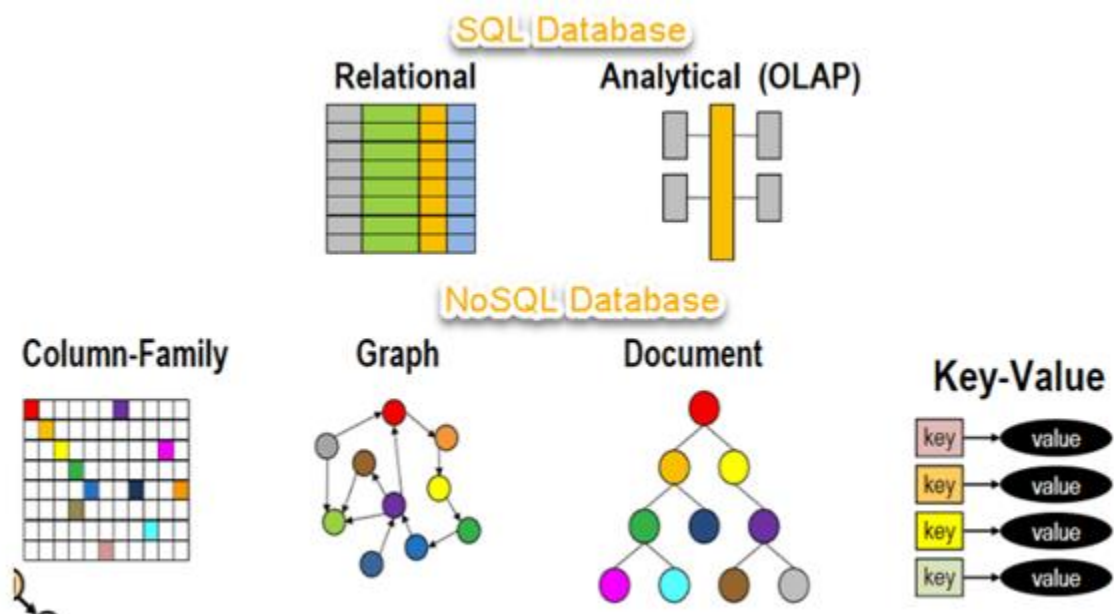 SQL Database
Relational
Analytical (OLAP)
NoSQL Database
Column-Family
Graph
Document
Key-Value
key
value
key
value
key
value
key
value